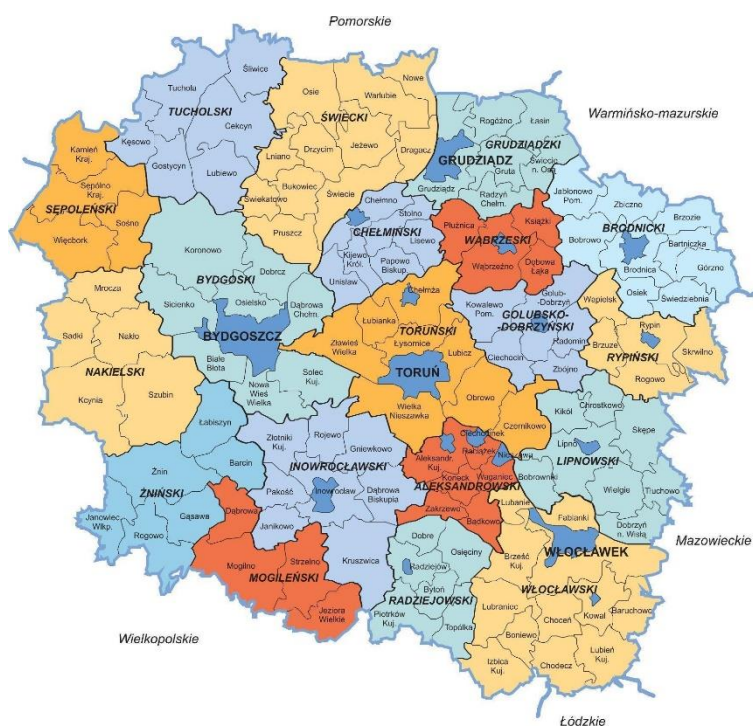 Pomorskie
Warmińsko-mazurskie
Mazowieckie
Łódzkie
Wielkopolskie
TUCHOLSKI
Śliwice
Tuchola
Cekcyn
Kęsowo
Gostycyn
Lubiewo
ŚWIECKI
Osie
Nowe
Warlubie
Lniano
Drzycim
Jeżewo
Dragacz
Bukowiec
Świekatowo
Świecie
Pruszcz
GRUDZIĄDZ
GRUDZIĄDZKI
Rogóźno
Łasin
Gruta
Świecie
n. Osą
Grudziądz
Radzyń
Chełm.
SĘPOLEŃSKI
Kamień
Kraj.
Sępólno
Kraj.
Sośno
Więcbork
CHEŁMIŃSKI
Chełmno
Stolno
Lisewo
Kijewo
Król.
Papowo
Biskup
Unisław
WĄBRZESKI
Płużnica
Książki
Wąbrzeźno
Dębowa
Łąka
BRODNICKI
Jabłonowo
Pom.
Zbiczno
Brzozie
Bobrowo
Bartniczka
Brodnica
Górzno
Osiek
Świedziebnia
BYDGOSKI
BYDGOSZCZ
Koronowo
Dobrcz
Sicienko
Osielsko
Dąbrowa
Chełm.
Białe
Błota
Nowa
Wieś
Wielka
Solec
Kuj.
NAKIELSKI
Mrocza
Sadki
Nakło
Kcynia
Szubin
TORUŃSKI
TORUŃ
Chełmża
Łubianka
Zławieś
Wielka
Łysomice
Lubicz
Wielka
Nieszawka
Obrowo
Czernikowo
GOLUBSKO-
DOBRZYŃSKI
Golub-
Dobrzyń
Kowalewo
Pom.
Radomin
Ciechocin
Zbójno
RYPIŃSKI
Wąpielsk
Rypin
Brzuze
Skrwilno
Rogowo
ŻNIŃSKI
Łabiszyn
Żnin
Barcin
Janowiec
Wlkp.
Rogowo
Gąsawa
INOWROCŁAWSKI
Złotniki
Kuj.
Rojewo
Gniewkowo
Pakość
Inowrocław
Dąbrowa
Biskupia
Janikowo
Kruszwica
ALEKSANDROWSKI
Ciechocinek
Aleksandr.
Kuj.
Raciążek
Nieszawa
Koneck
Waganiec
Zakrzewo
Bądkowo
LIPNOWSKI
Kikół
Chrostkowo
Skępe
Lipno
Bobrowniki
Wielgie
Tłuchowo
Dobrzyń
n. Wisłą
MOGILEŃSKI
Dąbrowa
Mogilno
Strzelno
Jeziora
Wielkie
RADZIEJOWSKI
Dobre
Osięciny
Radziejów
Bytoń
Piotrków
Kuj.
Topólka
WŁOCŁAWEK
WŁOCŁAWSKI
Lubanie
Fabianki
Brześć
Kuj.
Lubraniec
Choceń
Kowal
Baruchowo
Boniewo
Izbica
Kuj.
Chodecz
Lubień
Kuj.